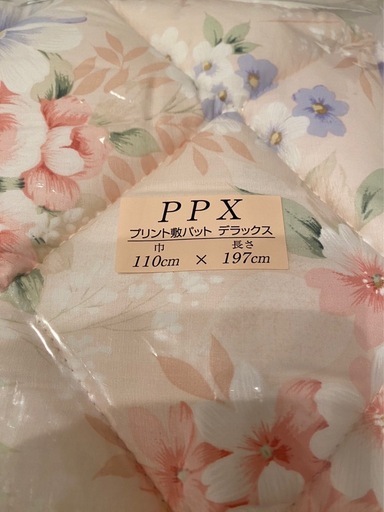 PPX
プリント敷パット デラックス
巾 長さ
110cm × 197cm